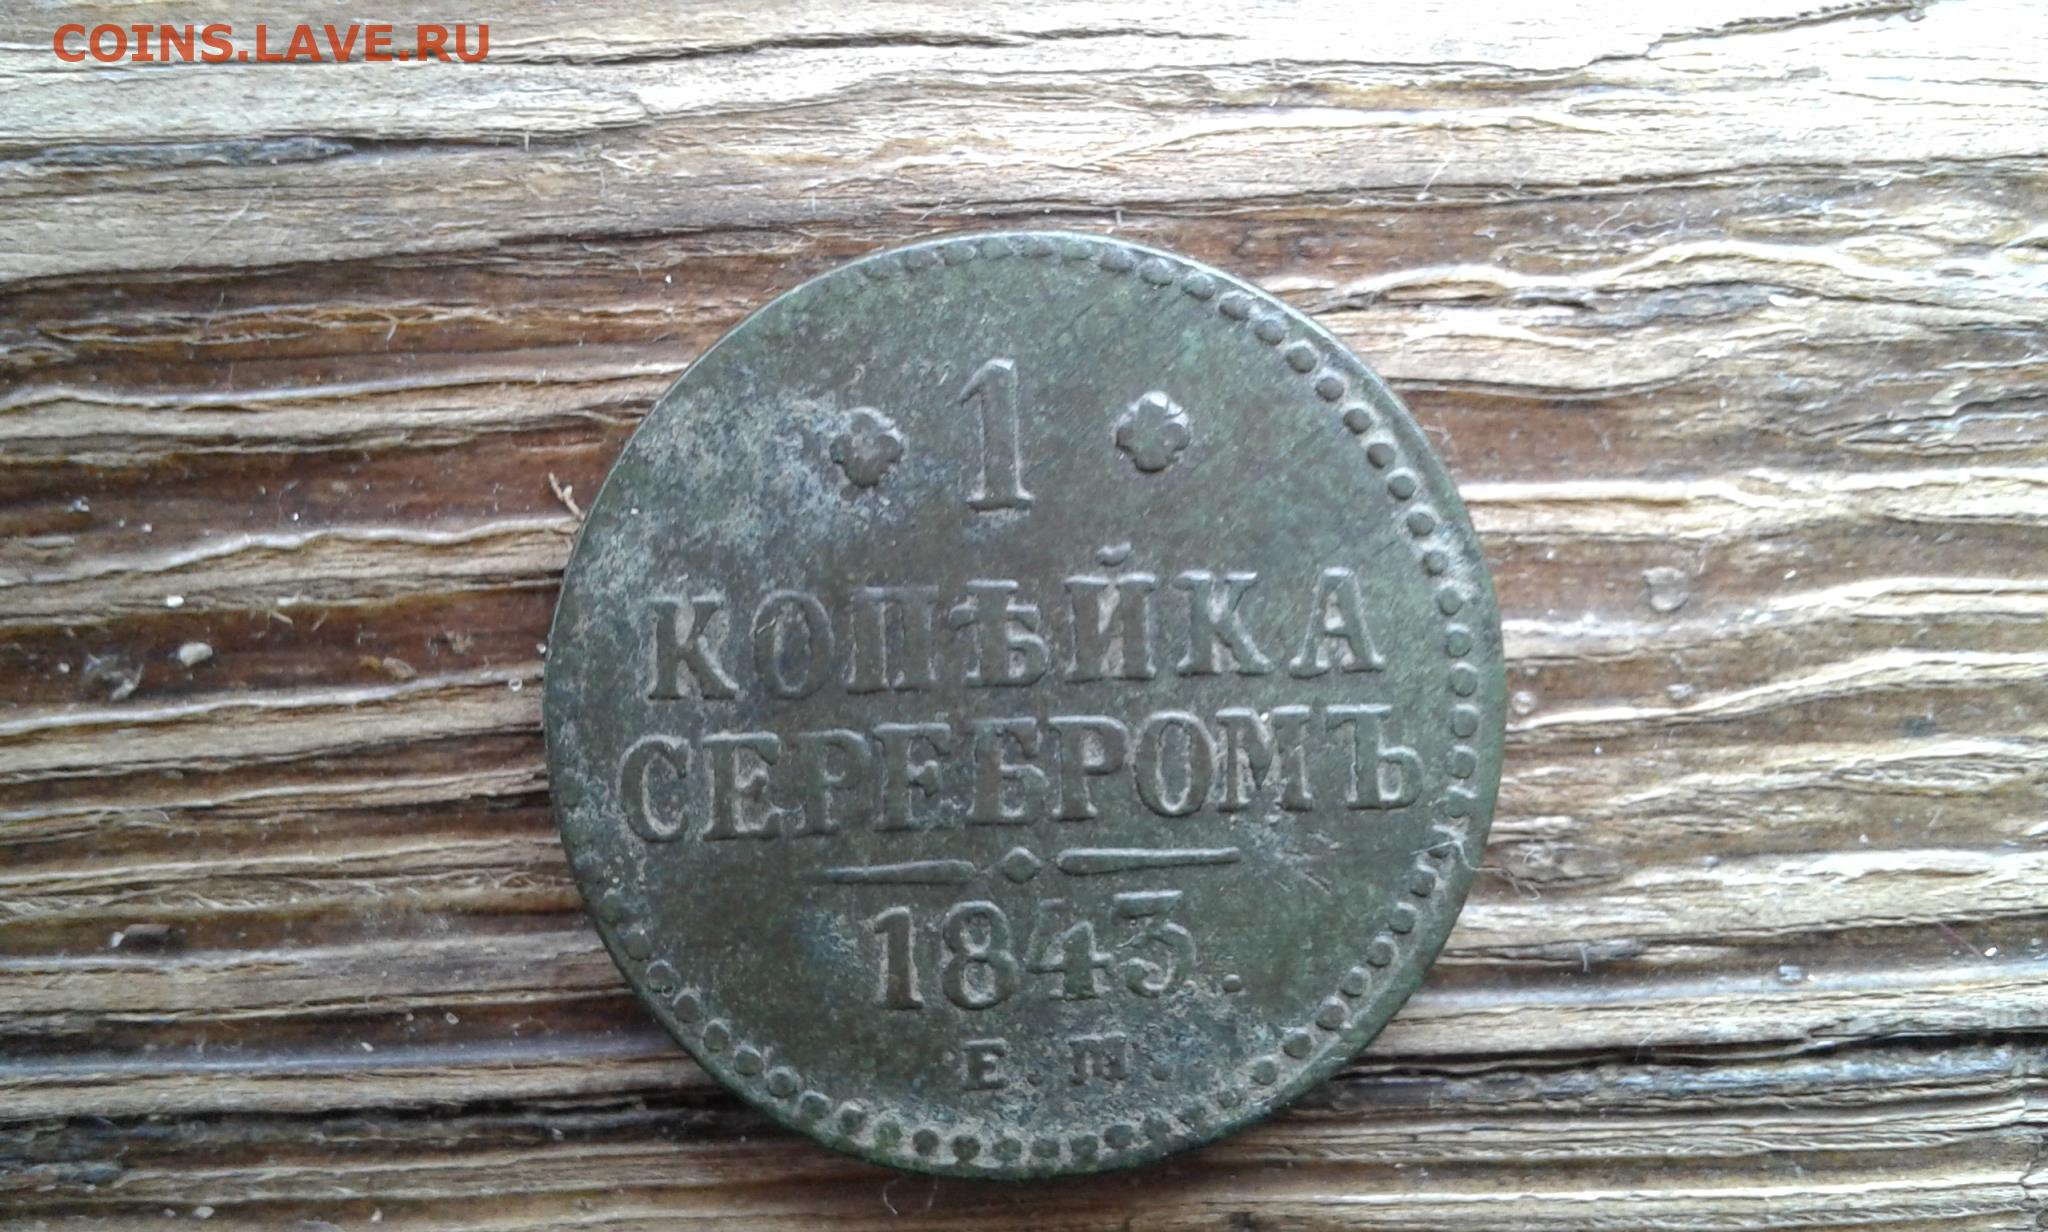 COINS.LAVE.RU
1
КОПѢЙКА
СЕРЕБРОМЪ
1843.
Е.М.